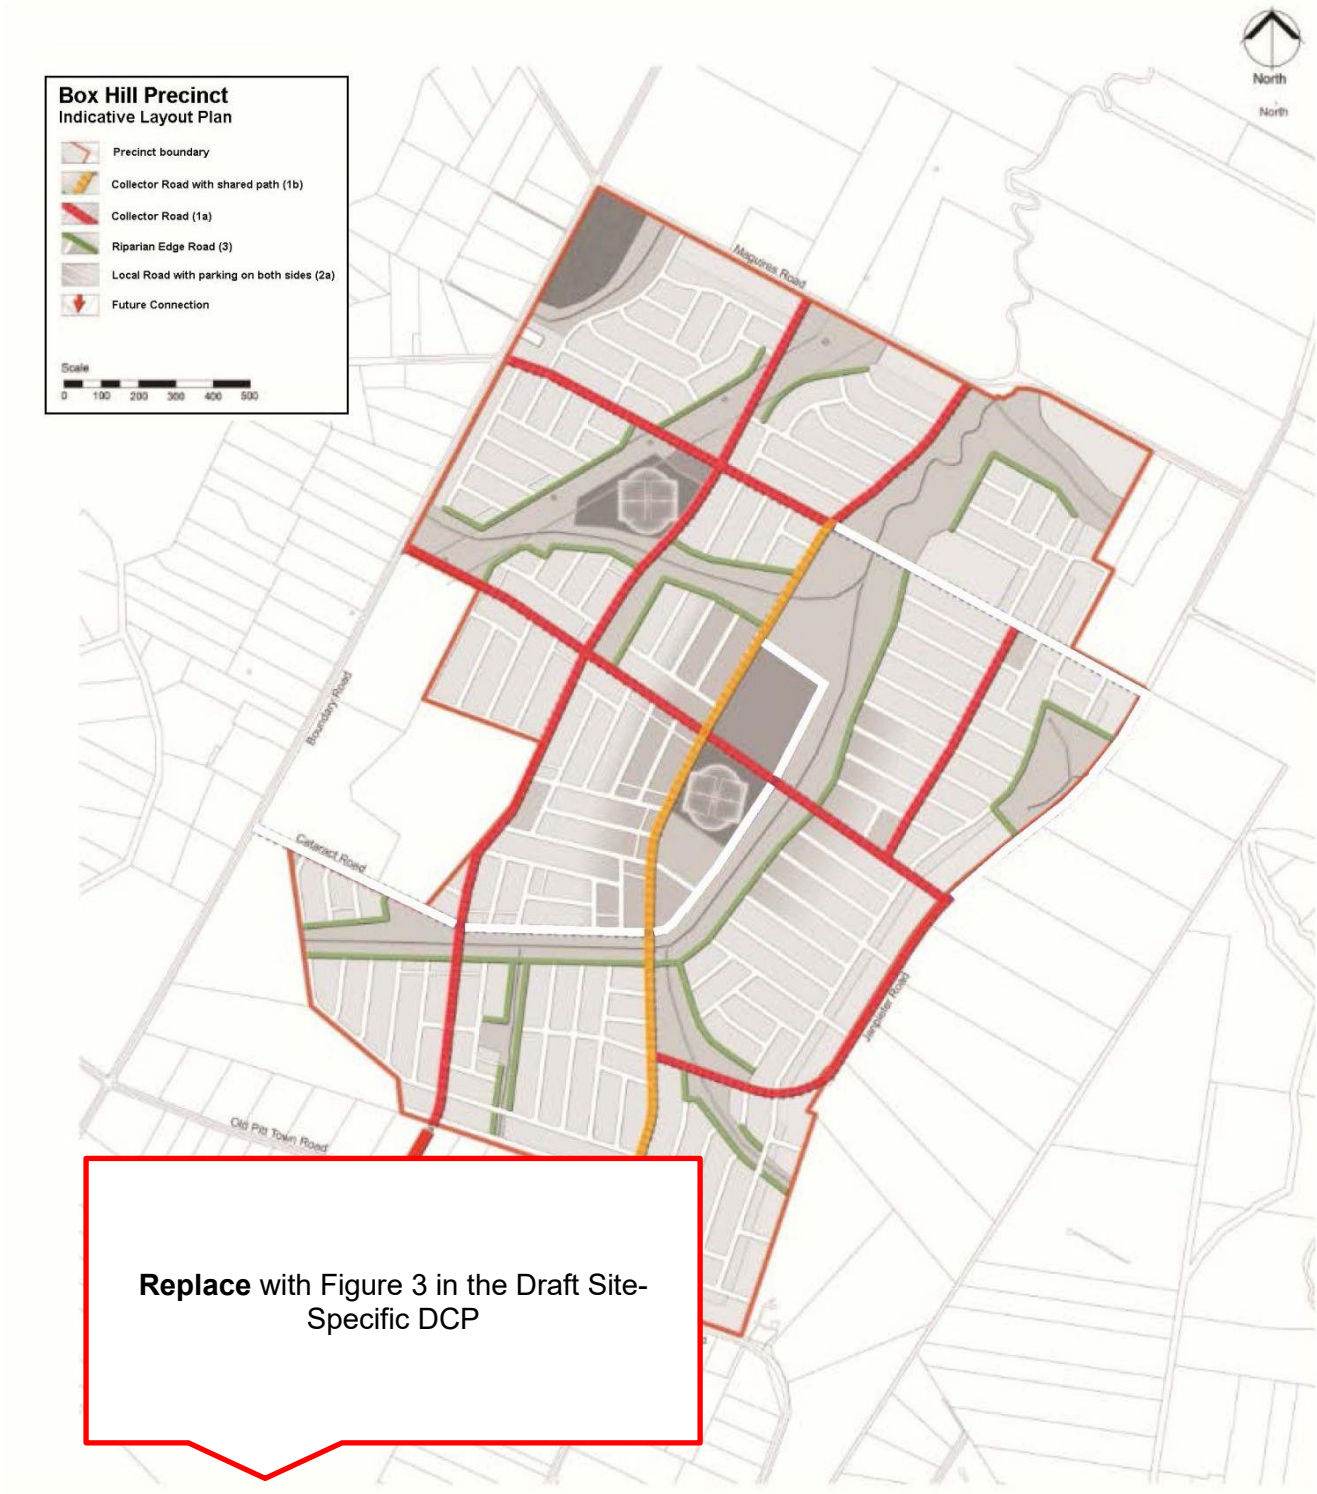 North
North
Box Hill Precinct
Indicative Layout Plan
Precinct boundary
Collector Road with shared path (1b)
Collector Road (1a)
Riparian Edge Road (3)
Local Road with parking on both sides (2a)
Future Connection
Scale
0 100 200 300 400 500
Maguires Road
Boundary Road
Cataract Road
Janpieter Road
Old Pitt Town Road
Replace with Figure 3 in the Draft Site-
Specific DCP